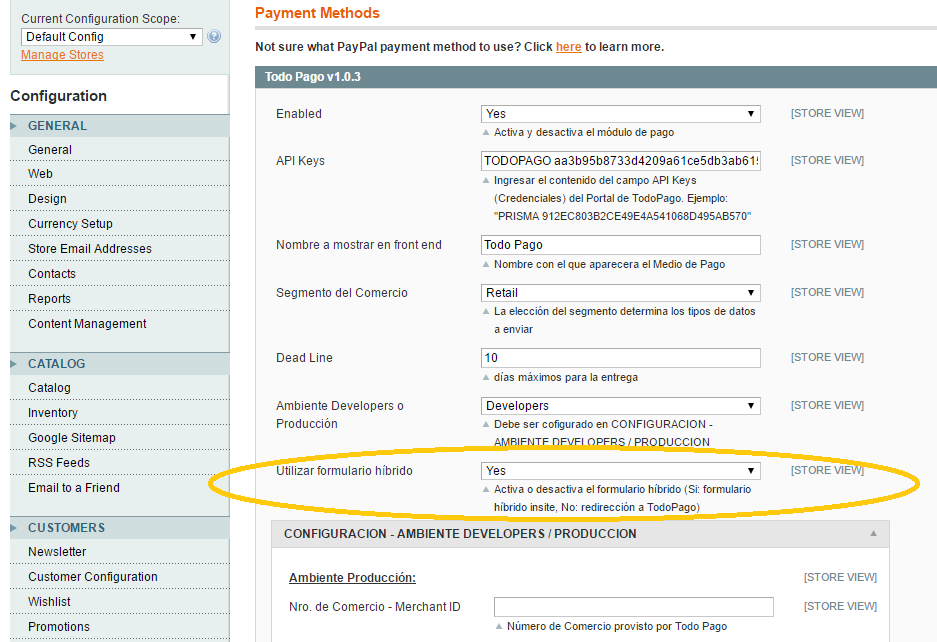 Current Configuration Scope:
Default Config
Manage Stores
Configuration
GENERAL
General
Web
Design
Currency Setup
Store Email Addresses
Contacts
Reports
Content Management
CATALOG
Catalog
Inventory
Google Sitemap
RSS Feeds
Email to a Friend
CUSTOMERS
Newsletter
Customer Configuration
Wishlist
Promotions
Payment Methods
Not sure what PayPal payment method to use? Click here to learn more.
Todo Pago v1.0.3
Enabled Yes [STORE VIEW]
Activa y desactiva el módulo de pago
API Keys TODOPAGO aa3b95b8733d4209a61ce5db3ab615 [STORE VIEW]
Ingresar el contenido del campo API Keys
(Credenciales) del Portal de TodoPago. Ejemplo:
"PRISMA 912EC803B2CE49E4A541068D495AB570"
Nombre a mostrar en front end Todo Pago [STORE VIEW]
Nombre con el que aparecera el Medio de Pago
Segmento del Comercio Retail [STORE VIEW]
La elección del segmento determina los tipos de datos
a enviar
Dead Line 10 [STORE VIEW]
días máximos para la entrega
Ambiente Developers o Developers [STORE VIEW]
Producción
Debe ser cofigurado en CONFIGURACION -
AMBIENTE DEVELOPERS / PRODUCCION
Utilizar formulario híbrido Yes [STORE VIEW]
Activa o desactiva el formulario híbrido (Si: formulario
híbrido insite, No: redirección a TodoPago)
CONFIGURACION - AMBIENTE DEVELOPERS / PRODUCCION
Ambiente Producción: [STORE VIEW]
Nro. de Comercio - Merchant ID [STORE VIEW]
Número de Comercio provisto por Todo Pago